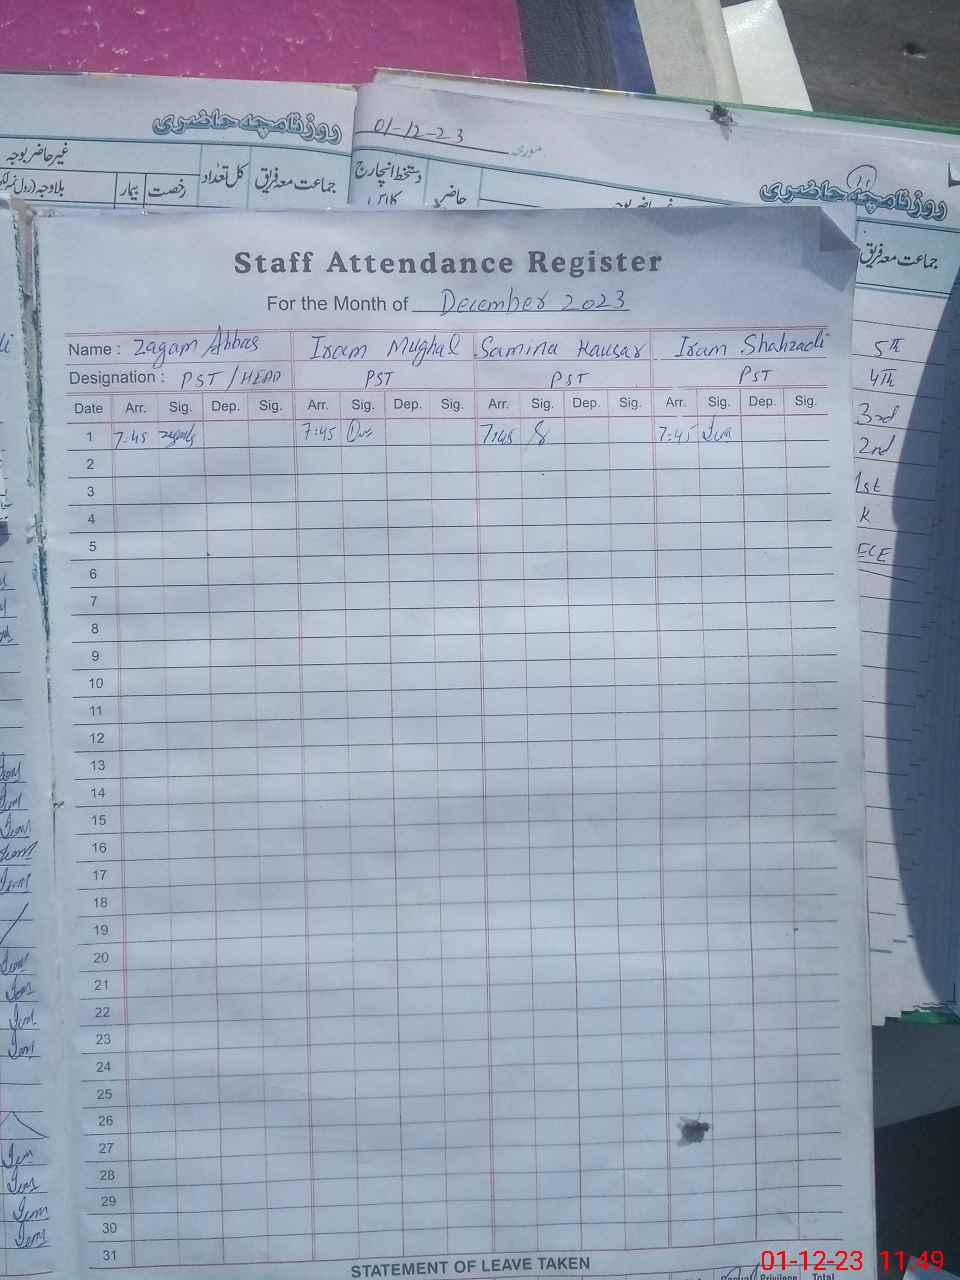 روزنامچہ حاضری
01-12-23
مورخہ
غیر حاضر بوجہ
بیمار رخصت کل تعداد جماعت معہ فریق
دستخط انچارج
کلاس
حاضر
روزنامچہ حاضری
جماعت معہ فریق
Staff Attendance Register
For the Month of December 2023
Name : Zagam Abbas Iram Mughal Samina Kausar Iram Shahzadi
Designation : PST / HEAD PST PST PST
Date Arr. Sig. Dep. Sig. Arr. Sig. Dep. Sig. Arr. Sig. Dep. Sig. Arr. Sig. Dep. Sig.
1 7:45 7:45 7:45 7:45
2
3
4
5
6
7
8
9
10
11
12
13
14
15
16
17
18
19
20
21
22
23
24
25
26
27
28
29
30
31
STATEMENT OF LEAVE TAKEN
Privilege Total
5th
4th
3rd
2nd
1st
K
ECE
01-12-23 11:49